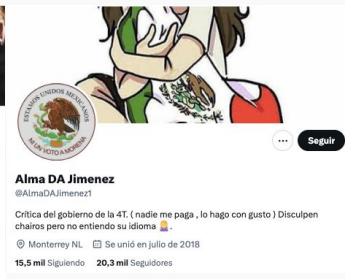 ESTADOS UNIDOS MEXICANOS
NI UN VOTO A MORENA
Seguir
Alma DA Jimenez
@AlmaDAJimenez1
Crítica del gobierno de la 4T. ( nadie me paga , lo hago con gusto ) Disculpen
chairos pero no entiendo su idioma 🤷‍♀️.
Monterrey NL Se unió en julio de 2018
15,5 mil Siguiendo 20,3 mil Seguidores